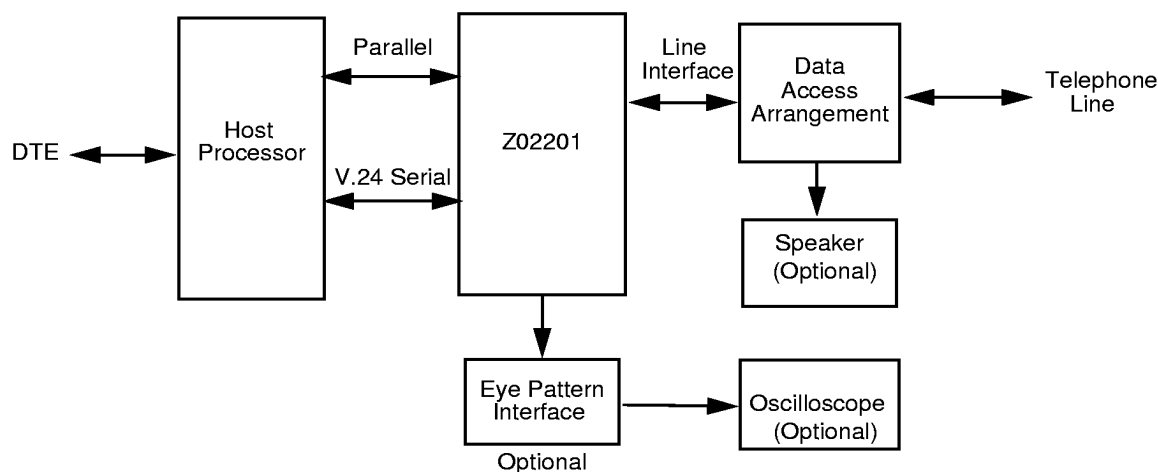 DTE
Host
Processor
Parallel
V.24 Serial
Z02201
Line
Interface
Data
Access
Arrangement
Telephone
Line
Speaker
(Optional)
Eye Pattern
Interface
Optional
Oscilloscope
(Optional)